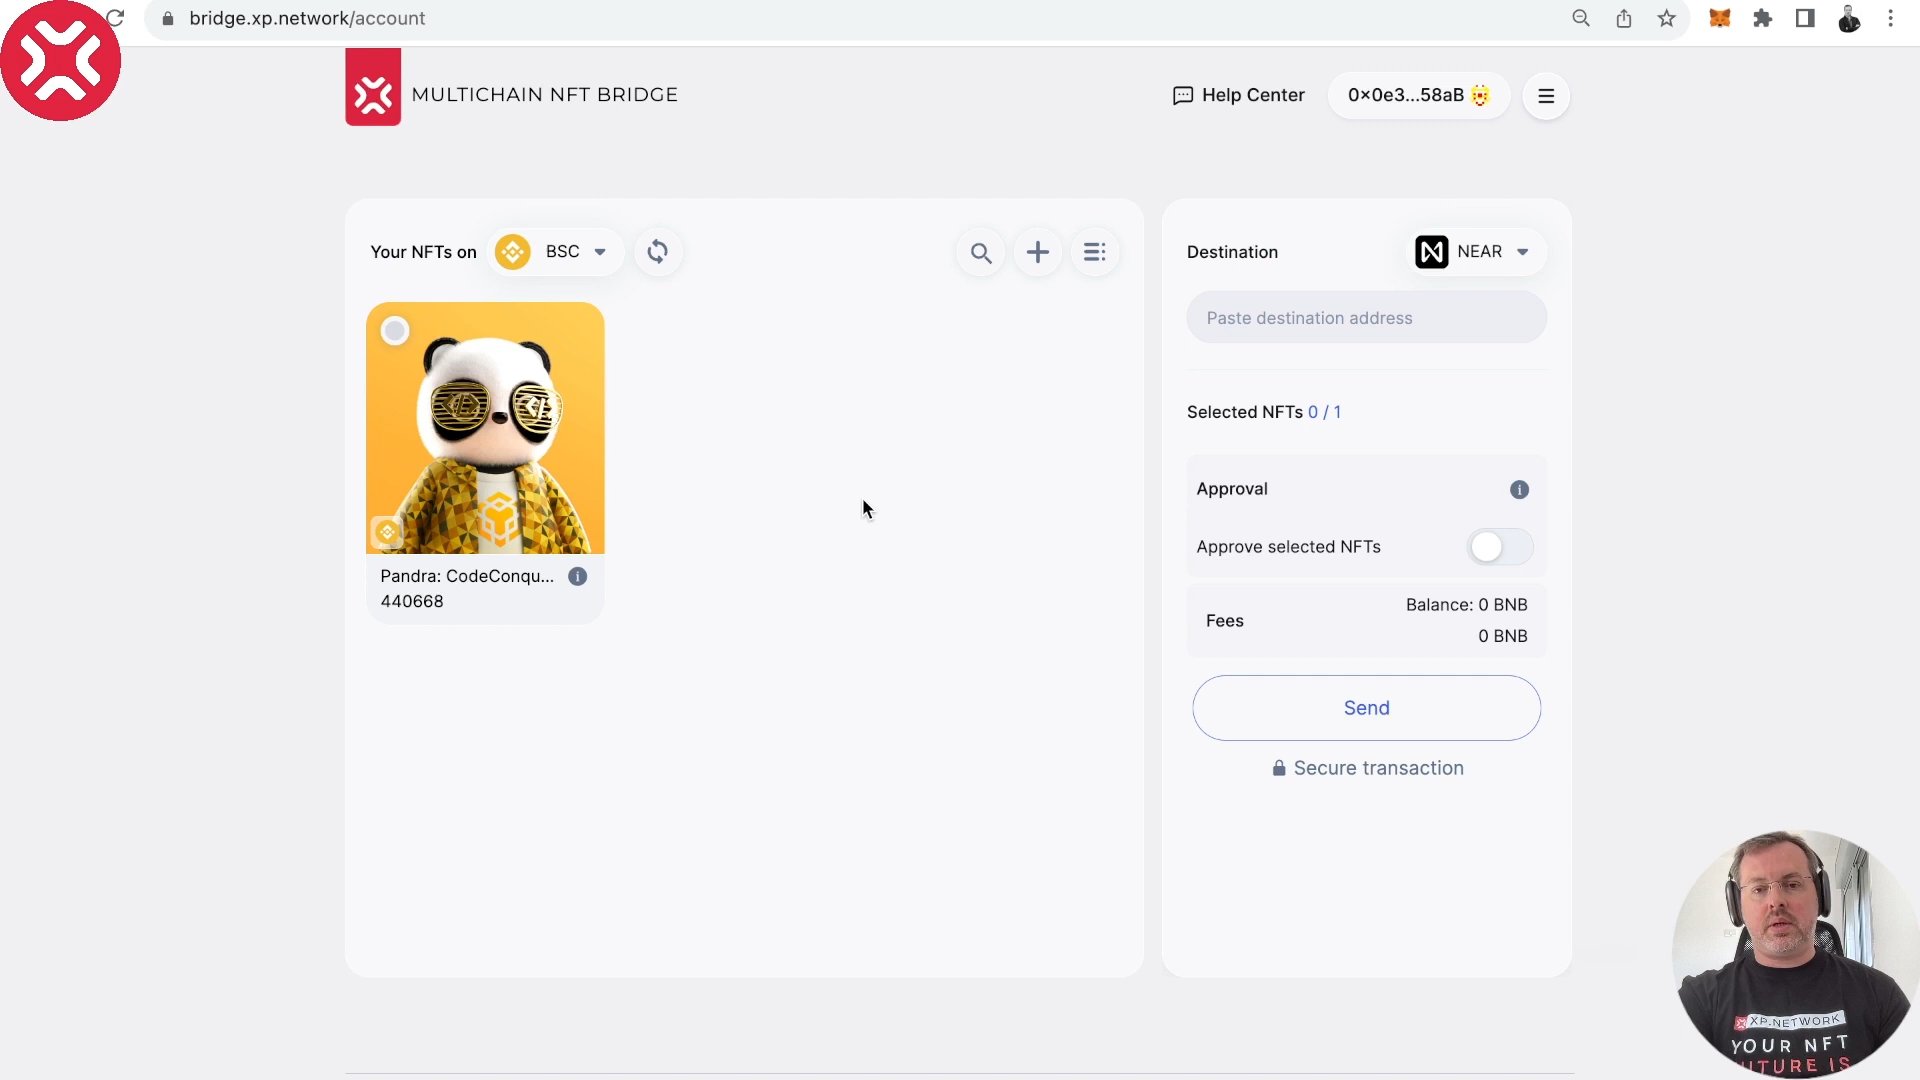 bridge.xp.network/account
MULTICHAIN NFT BRIDGE
Help Center
0×0e3...58aB
Your NFTs on
BSC
Pandra: CodeConqu...
440668
Destination
NEAR
Paste destination address
Selected NFTs 0 / 1
Approval
Approve selected NFTs
Fees
Balance: 0 BNB
0 BNB
Send
Secure transaction
XP.NETWORK
YOUR NFT
FUTURE IS